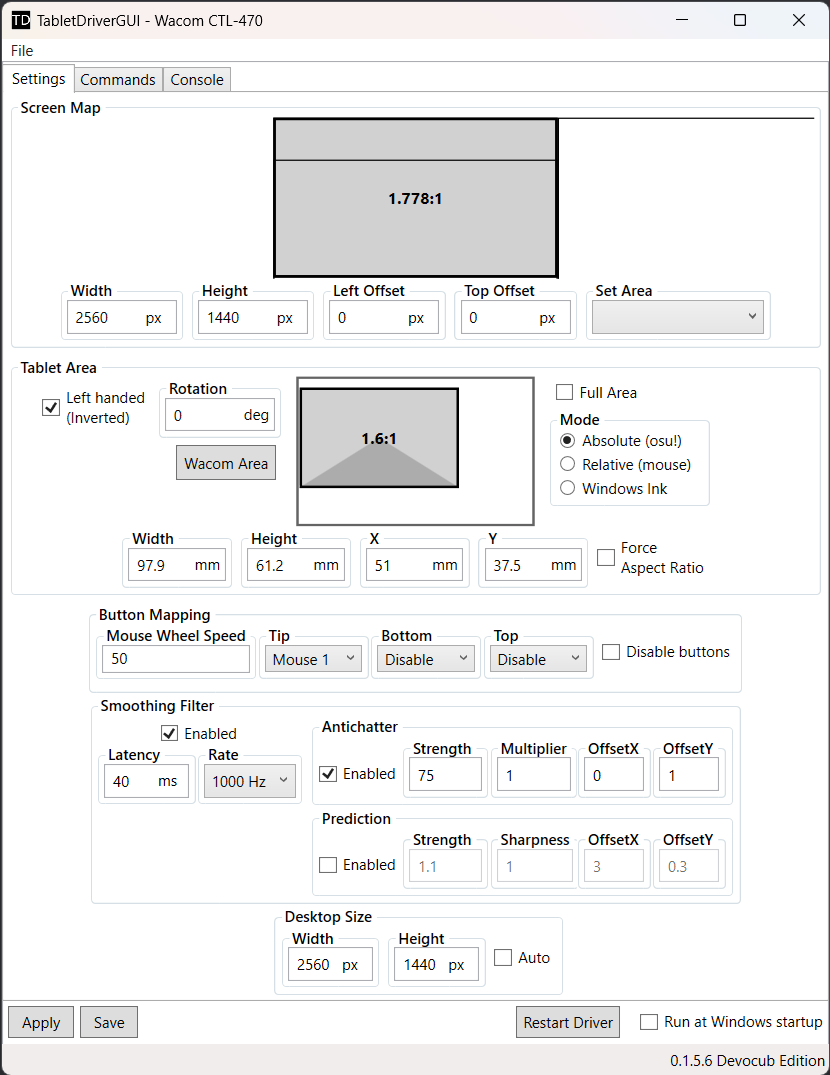 TD TabletDriverGUI - Wacom CTL-470
File
Settings Commands Console
Screen Map
1.778:1
Width Height Left Offset Top Offset Set Area
2560 px 1440 px 0 px 0 px
Tablet Area
Left handed
(Inverted)
Rotation
0 deg
Wacom Area
1.6:1
Full Area
Mode
Absolute (osu!)
Relative (mouse)
Windows Ink
Width Height X Y
97.9 mm 61.2 mm 51 mm 37.5 mm
Force
Aspect Ratio
Button Mapping
Mouse Wheel Speed Tip Bottom Top
50 Mouse 1 Disable Disable Disable buttons
Smoothing Filter
Enabled
Latency Rate
40 ms 1000 Hz
Antichatter
Strength Multiplier OffsetX OffsetY
Enabled 75 1 0 1
Prediction
Strength Sharpness OffsetX OffsetY
Enabled 1.1 1 3 0.3
Desktop Size
Width Height
2560 px 1440 px Auto
Apply Save Restart Driver Run at Windows startup
0.1.5.6 Devocub Edition